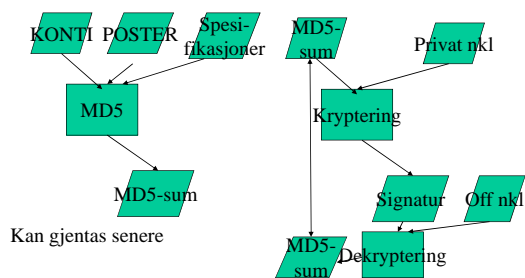 KONTI
POSTER
Spesi-
fikasjoner
MD5
MD5-sum
Kan gjentas senere
MD5-
sum
Privat nkl
Kryptering
Signatur
Off nkl
MD5-
sum
Dekryptering